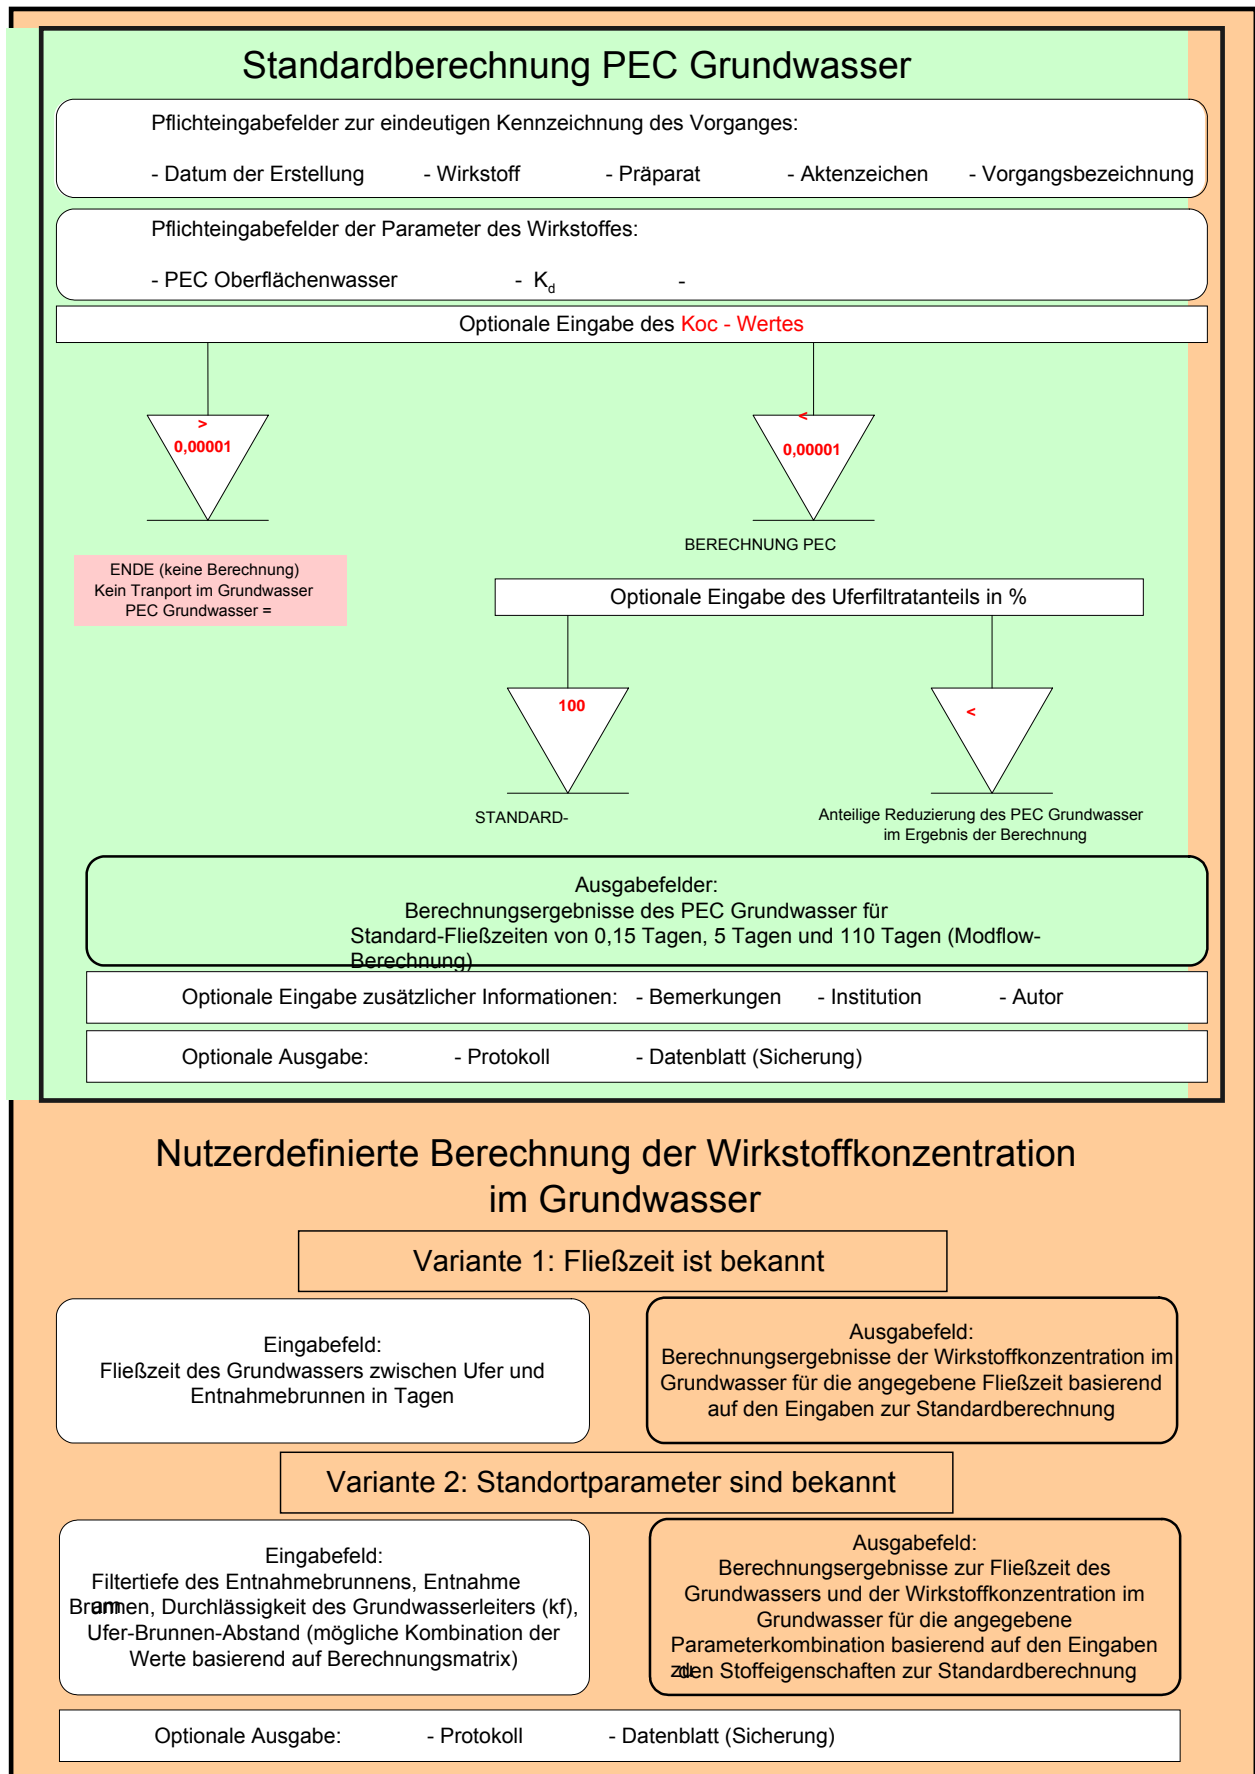 Standardberechnung PEC Grundwasser
Pflichteingabefelder zur eindeutigen Kennzeichnung des Vorganges:
- Datum der Erstellung - Wirkstoff - Präparat - Aktenzeichen - Vorgangsbezeichnung
Pflichteingabefelder der Parameter des Wirkstoffes:
- PEC Oberflächenwasser - Kd -
Optionale Eingabe des Koc - Wertes
>
0,00001
<
0,00001
BERECHNUNG PEC
ENDE (keine Berechnung)
Kein Tranport im Grundwasser
PEC Grundwasser =
Optionale Eingabe des Uferfiltratanteils in %
100
<
STANDARD-
Anteilige Reduzierung des PEC Grundwasser
im Ergebnis der Berechnung
Ausgabefelder:
Berechnungsergebnisse des PEC Grundwasser für
Standard-Fließzeiten von 0,15 Tagen, 5 Tagen und 110 Tagen (Modflow-
Berechnung)
Optionale Eingabe zusätzlicher Informationen: - Bemerkungen - Institution - Autor
Optionale Ausgabe: - Protokoll - Datenblatt (Sicherung)
Nutzerdefinierte Berechnung der Wirkstoffkonzentration
im Grundwasser
Variante 1: Fließzeit ist bekannt
Eingabefeld:
Fließzeit des Grundwassers zwischen Ufer und
Entnahmebrunnen in Tagen
Ausgabefeld:
Berechnungsergebnisse der Wirkstoffkonzentration im
Grundwasser für die angegebene Fließzeit basierend
auf den Eingaben zur Standardberechnung
Variante 2: Standortparameter sind bekannt
Eingabefeld:
Filtertiefe des Entnahmebrunnens, Entnahme
am
Brunnen, Durchlässigkeit des Grundwasserleiters (kf),
Ufer-Brunnen-Abstand (mögliche Kombination der
Werte basierend auf Berechnungsmatrix)
Ausgabefeld:
Berechnungsergebnisse zur Fließzeit des
Grundwassers und der Wirkstoffkonzentration im
Grundwasser für die angegebene
Parameterkombination basierend auf den Eingaben
zu
den Stoffeigenschaften zur Standardberechnung
Optionale Ausgabe: - Protokoll - Datenblatt (Sicherung)